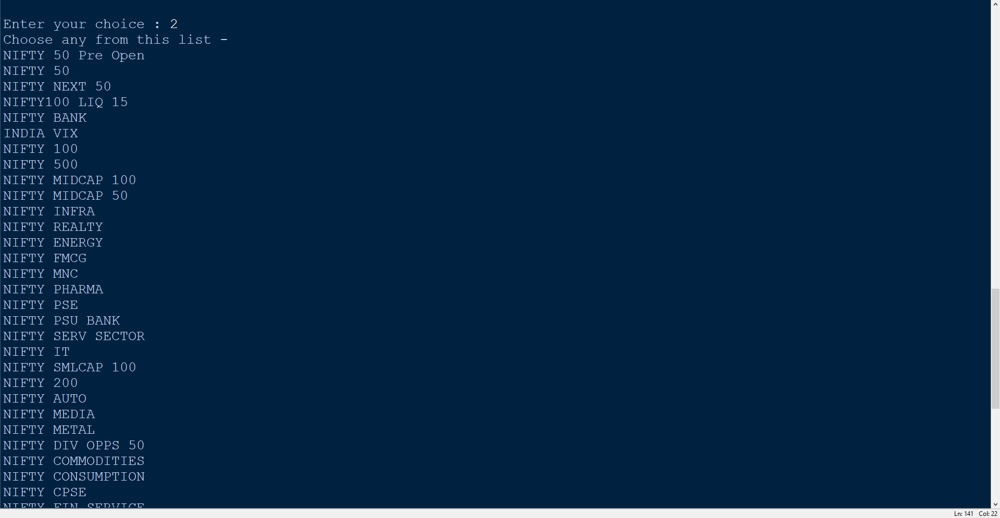 Enter your choice : 2
Choose any from this list -
NIFTY 50 Pre Open
NIFTY 50
NIFTY NEXT 50
NIFTY100 LIQ 15
NIFTY BANK
INDIA VIX
NIFTY 100
NIFTY 500
NIFTY MIDCAP 100
NIFTY MIDCAP 50
NIFTY INFRA
NIFTY REALTY
NIFTY ENERGY
NIFTY FMCG
NIFTY MNC
NIFTY PHARMA
NIFTY PSE
NIFTY PSU BANK
NIFTY SERV SECTOR
NIFTY IT
NIFTY SMLCAP 100
NIFTY 200
NIFTY AUTO
NIFTY MEDIA
NIFTY METAL
NIFTY DIV OPPS 50
NIFTY COMMODITIES
NIFTY CONSUMPTION
NIFTY CPSE
NIFTY FIN SERVICE
Ln: 141 Col: 22